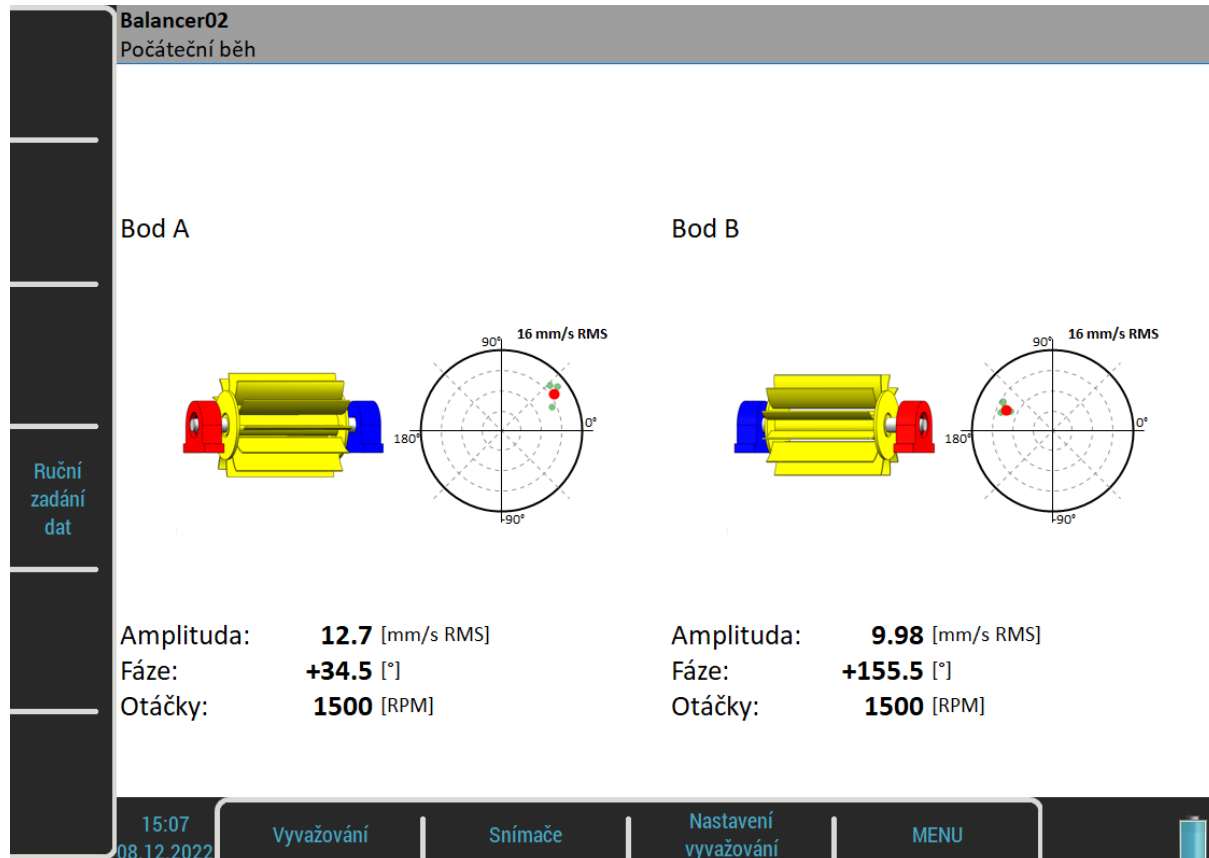 Balancer02
Počáteční běh
Bod A
Bod B
90° 16 mm/s RMS
0°
180°
-90°
90° 16 mm/s RMS
0°
180°
-90°
Ruční
zadání
dat
Amplituda: 12.7 [mm/s RMS]
Fáze: +34.5 [°]
Otáčky: 1500 [RPM]
Amplituda: 9.98 [mm/s RMS]
Fáze: +155.5 [°]
Otáčky: 1500 [RPM]
15:07
08.12.2022
Vyvažování
Snímače
Nastavení
vyvažování
MENU